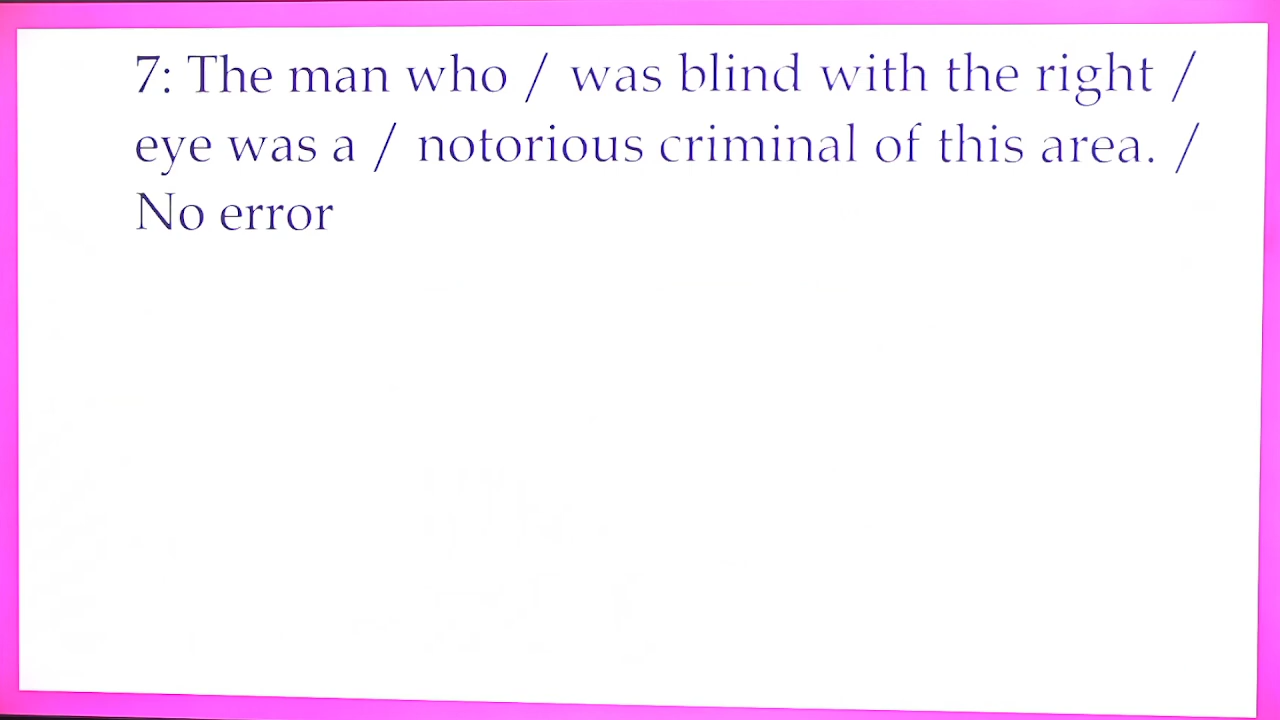 7: The man who / was blind with the right /
eye was a / notorious criminal of this area. /
No error